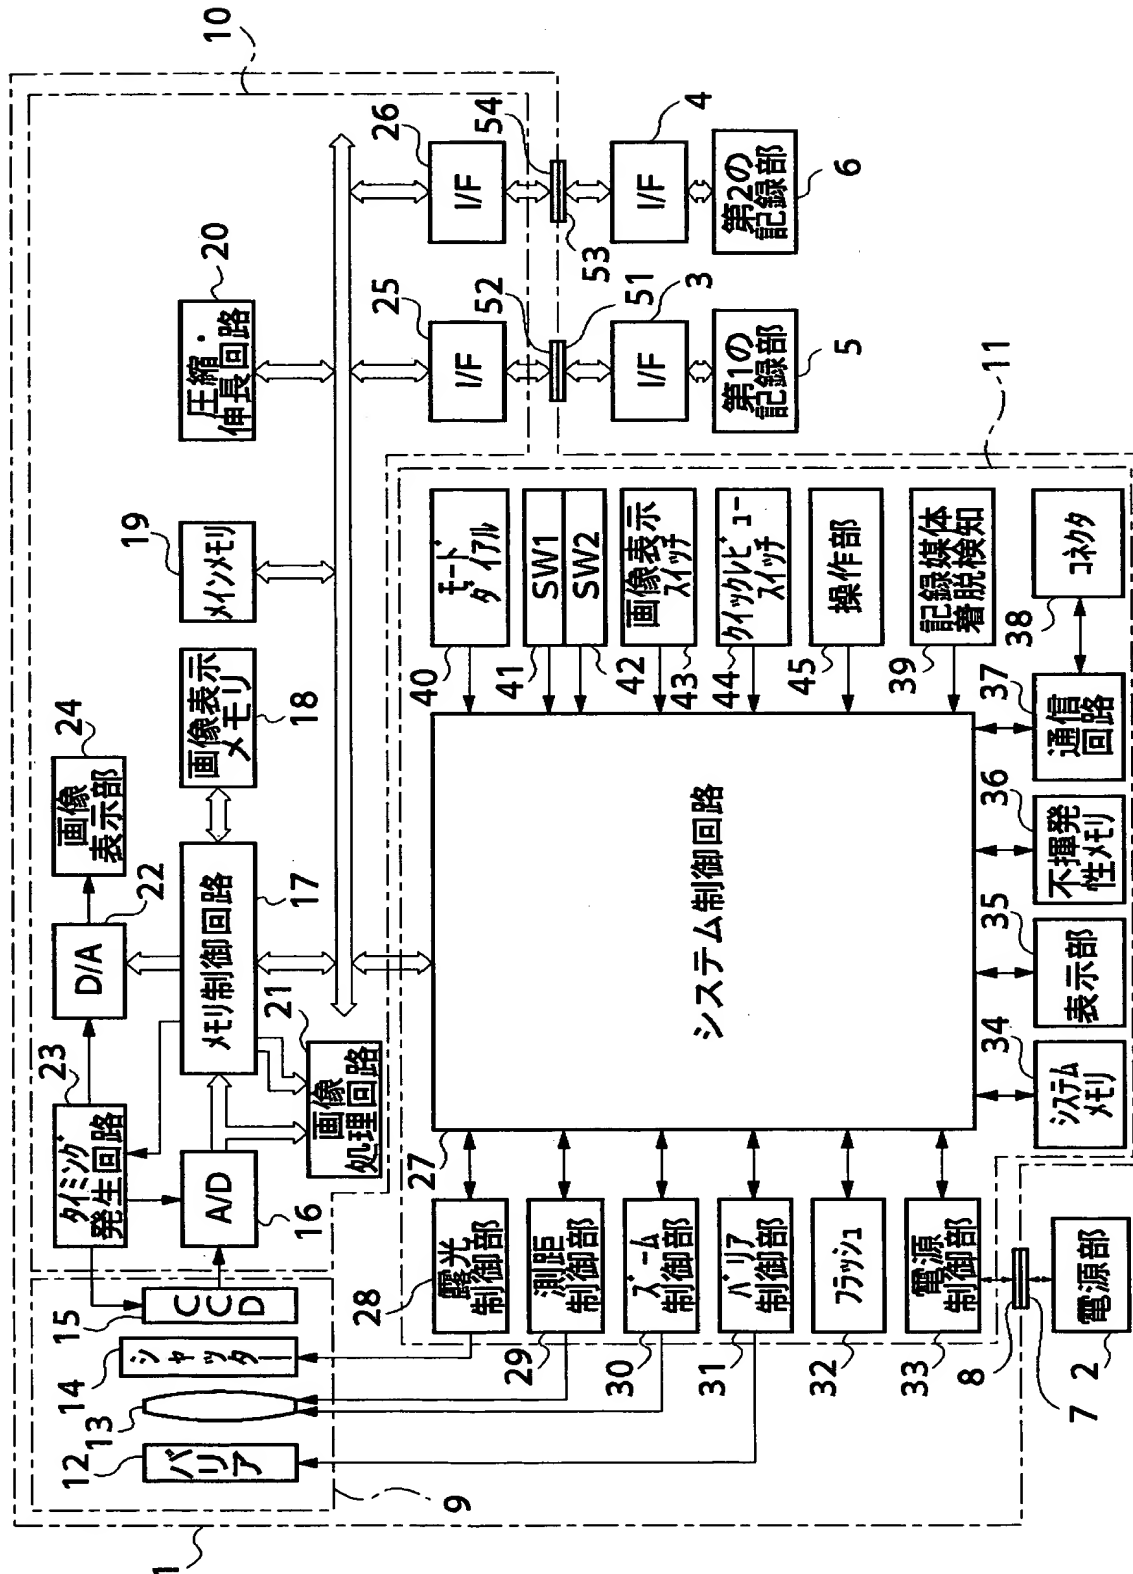 1
9
10
11
12
バリア
13
14
シャッター
15
CCD
タイミング
発生回路
23
A/D
16
D/A
22
画像
表示部
24
メモリ制御回路
17
画像表示
メモリ
18
画像
処理回路
21
メインメモリ
19
圧縮・
伸長回路
20
I/F
25
I/F
26
52
51
54
53
I/F
3
I/F
4
第1の
記録部
5
第2の
記録部
6
システム制御回路
27
露光
制御部
28
測距
制御部
29
ズーム
制御部
30
バリア
制御部
31
フラッシュ
32
電源
制御部
33
8
7
電源部
2
モード
ダイアル
40
SW1
41
SW2
42
画像表示
スイッチ
43
クイックレビュー
スイッチ
44
操作部
45
記録媒体
着脱検知
39
システム
メモリ
34
表示部
35
不揮発
性メモリ
36
通信
回路
37
コネクタ
38